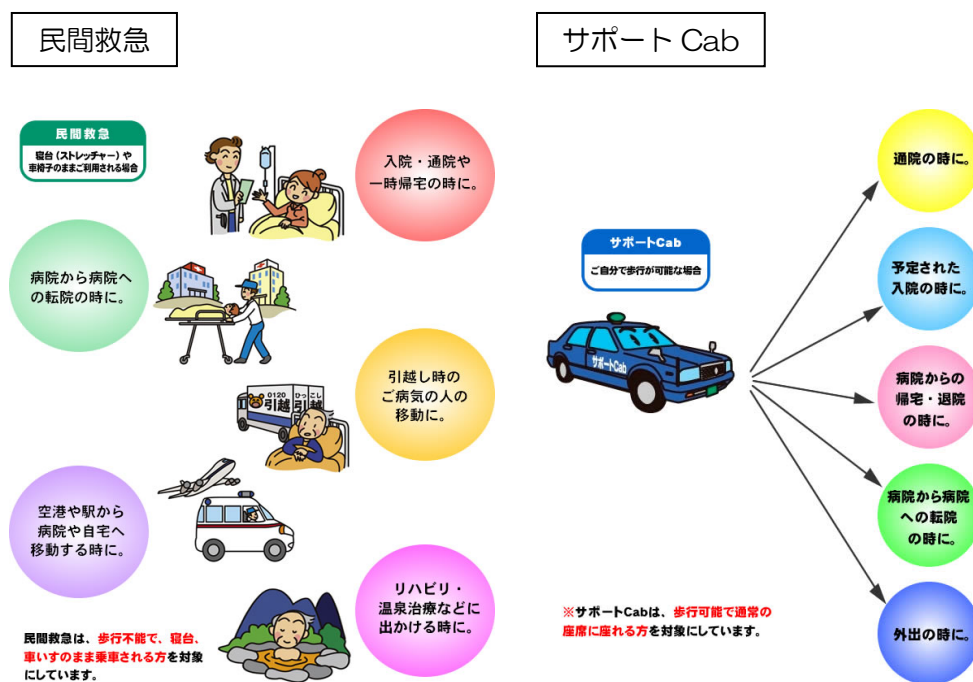 民間救急
サポート Cab
民間救急
寝台(ストレッチャー)や
車椅子のままご利用される場合
入院・通院や
一時帰宅の時に。
病院から病院へ
の転院の時に。
0120
引越
ひっ
こし
引越
引越し時の
ご病気の人の
移動に。
空港や駅から
病院や自宅へ
移動する時に。
リハビリ・
温泉治療などに
出かける時に。
民間救急は、歩行不能で、寝台、
車いすのまま乗車される方を対象
にしています。
サポートCab
ご自分で歩行が可能な場合
サポートCab
通院の時に。
予定された
入院の時に。
病院からの
帰宅・退院
の時に。
病院から病院
への転院
の時に。
外出の時に。
※サポートCabは、歩行可能で通常の
座席に座れる方を対象にしています。